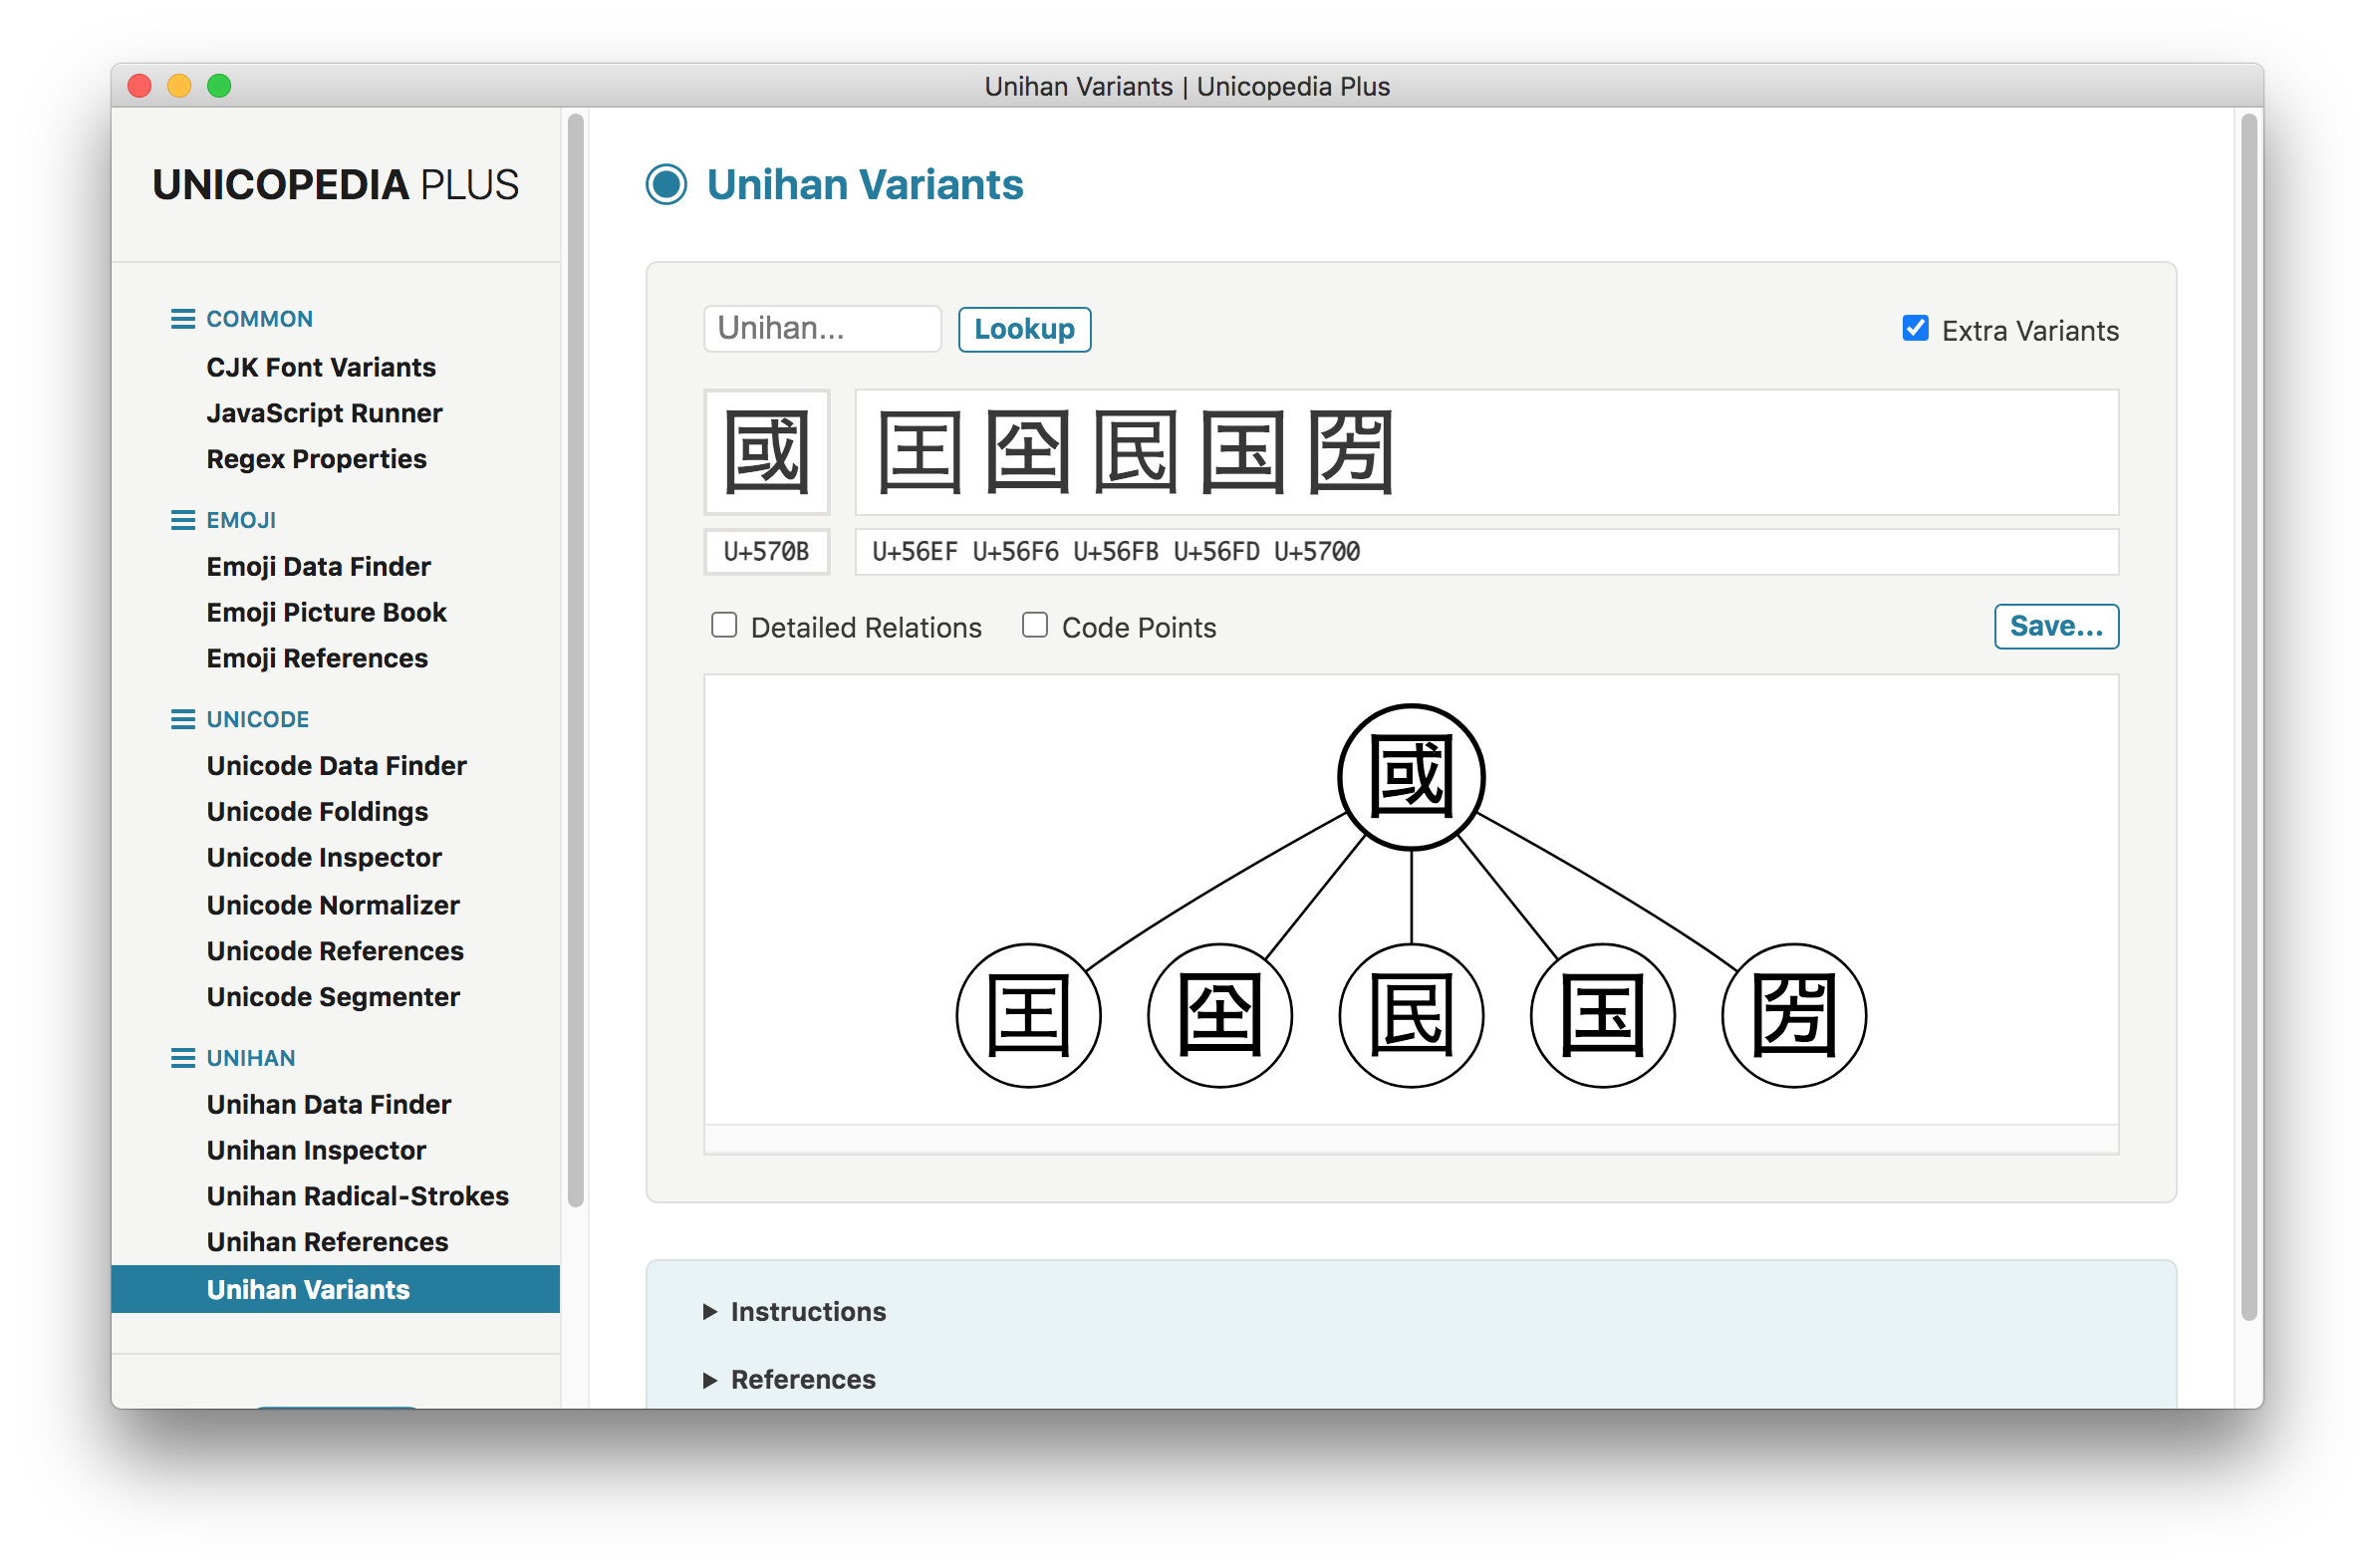 Unihan Variants | Unicopedia Plus
UNICOPEDIA PLUS
COMMON
CJK Font Variants
JavaScript Runner
Regex Properties
EMOJI
Emoji Data Finder
Emoji Picture Book
Emoji References
UNICODE
Unicode Data Finder
Unicode Foldings
Unicode Inspector
Unicode Normalizer
Unicode References
Unicode Segmenter
UNIHAN
Unihan Data Finder
Unihan Inspector
Unihan Radical-Strokes
Unihan References
Unihan Variants
Unihan Variants
Unihan... Lookup Extra Variants
國 囯 囶 囻 国 圀
U+570B U+56EF U+56F6 U+56FB U+56FD U+5700
Detailed Relations Code Points Save...
國
囯 囶 囻 国 圀
Instructions
References